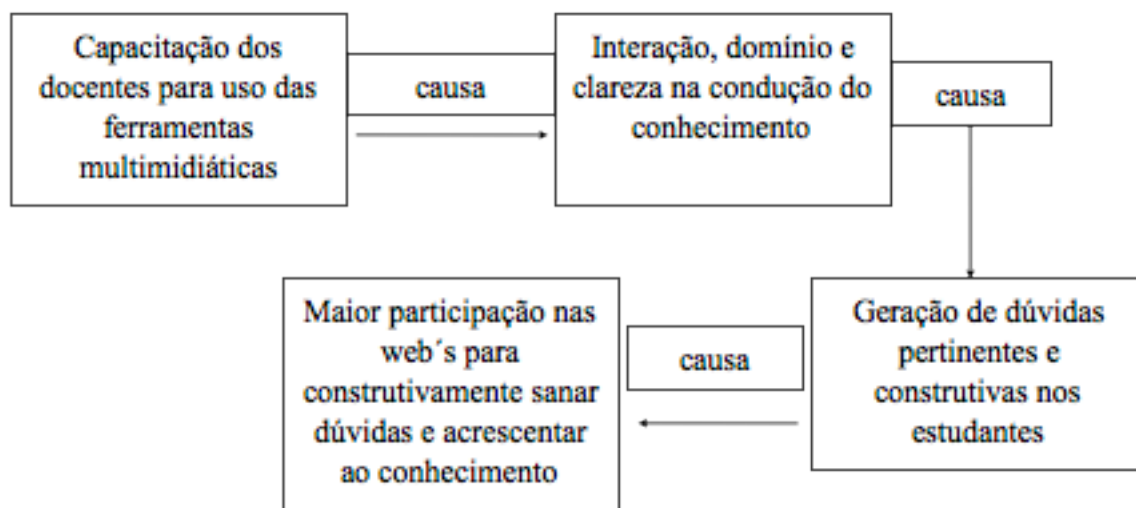 Capacitação dos
docentes para uso das
ferramentas
multimidiáticas
causa
Interação, domínio e
clareza na condução do
conhecimento
causa
Geração de dúvidas
pertinentes e
construtivas nos
estudantes
causa
Maior participação nas
web´s para
construtivamente sanar
dúvidas e acrescentar
ao conhecimento